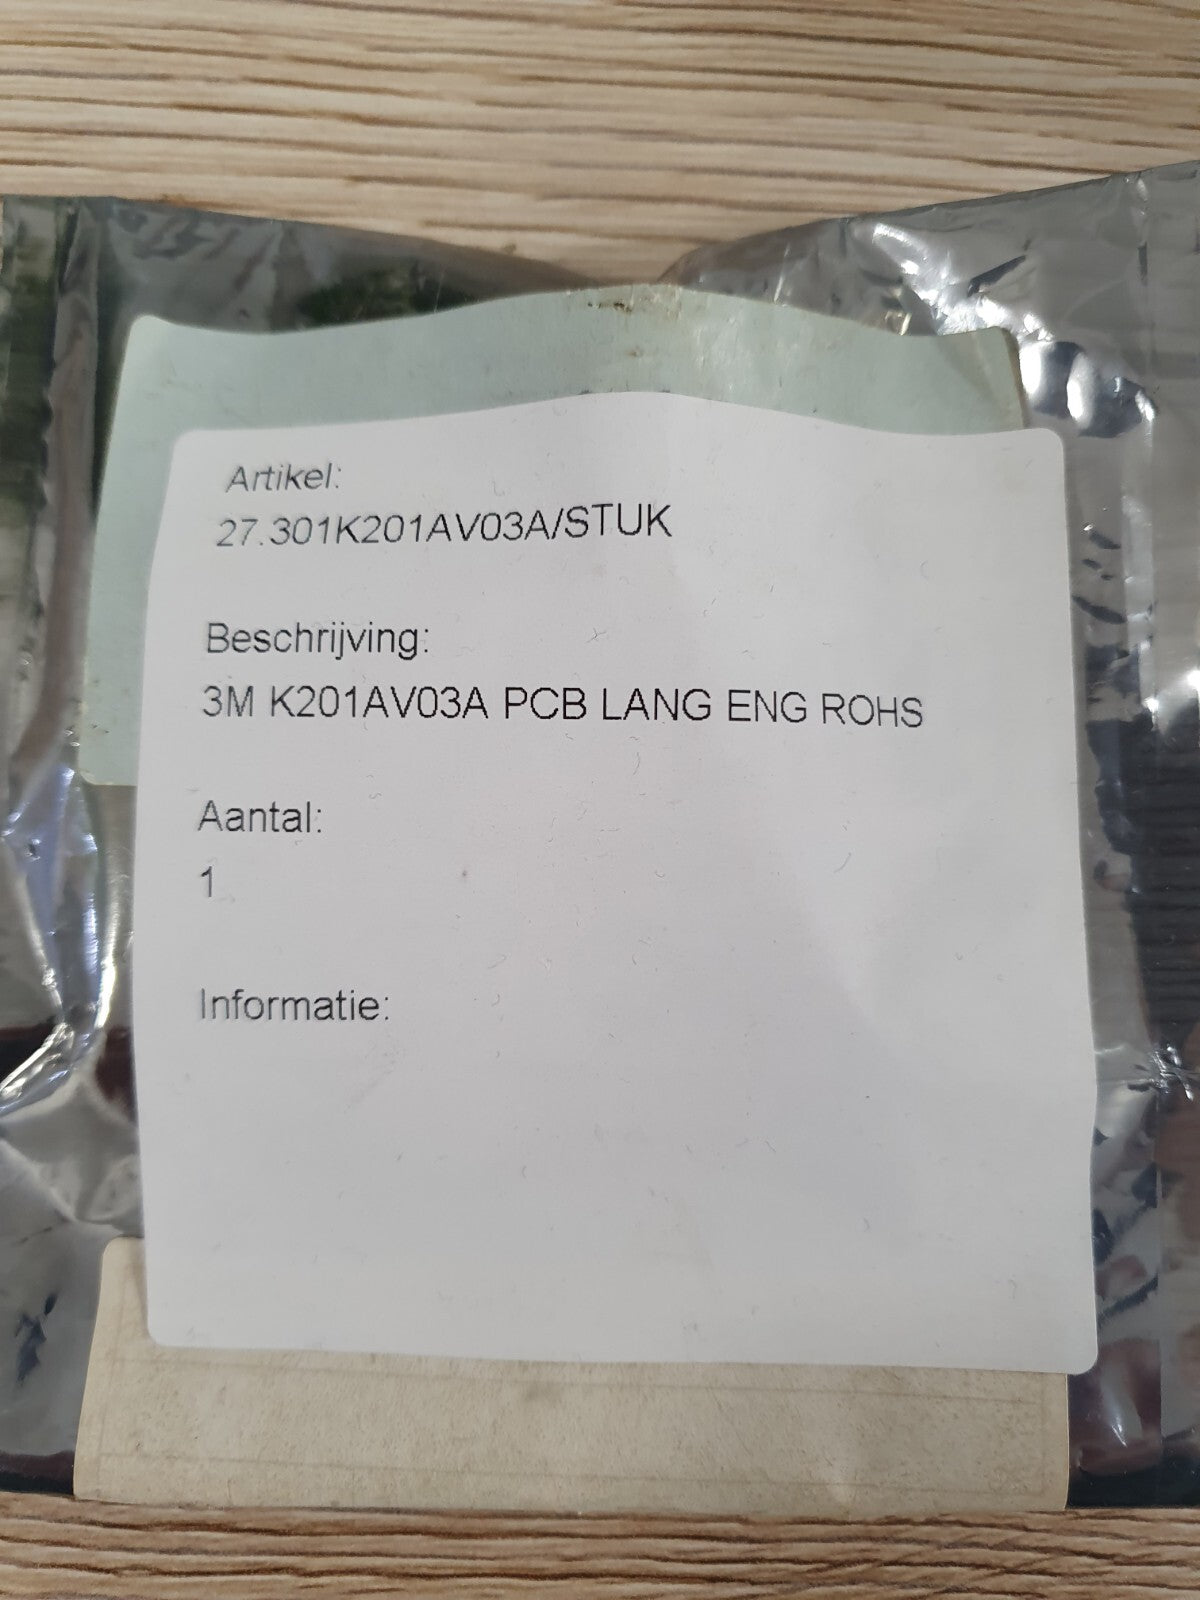 Artikel:
27.301K201AV03A/STUK
Beschrijving:
3M K201AV03A PCB LANG ENG ROHS
Aantal:
1
Informatie: